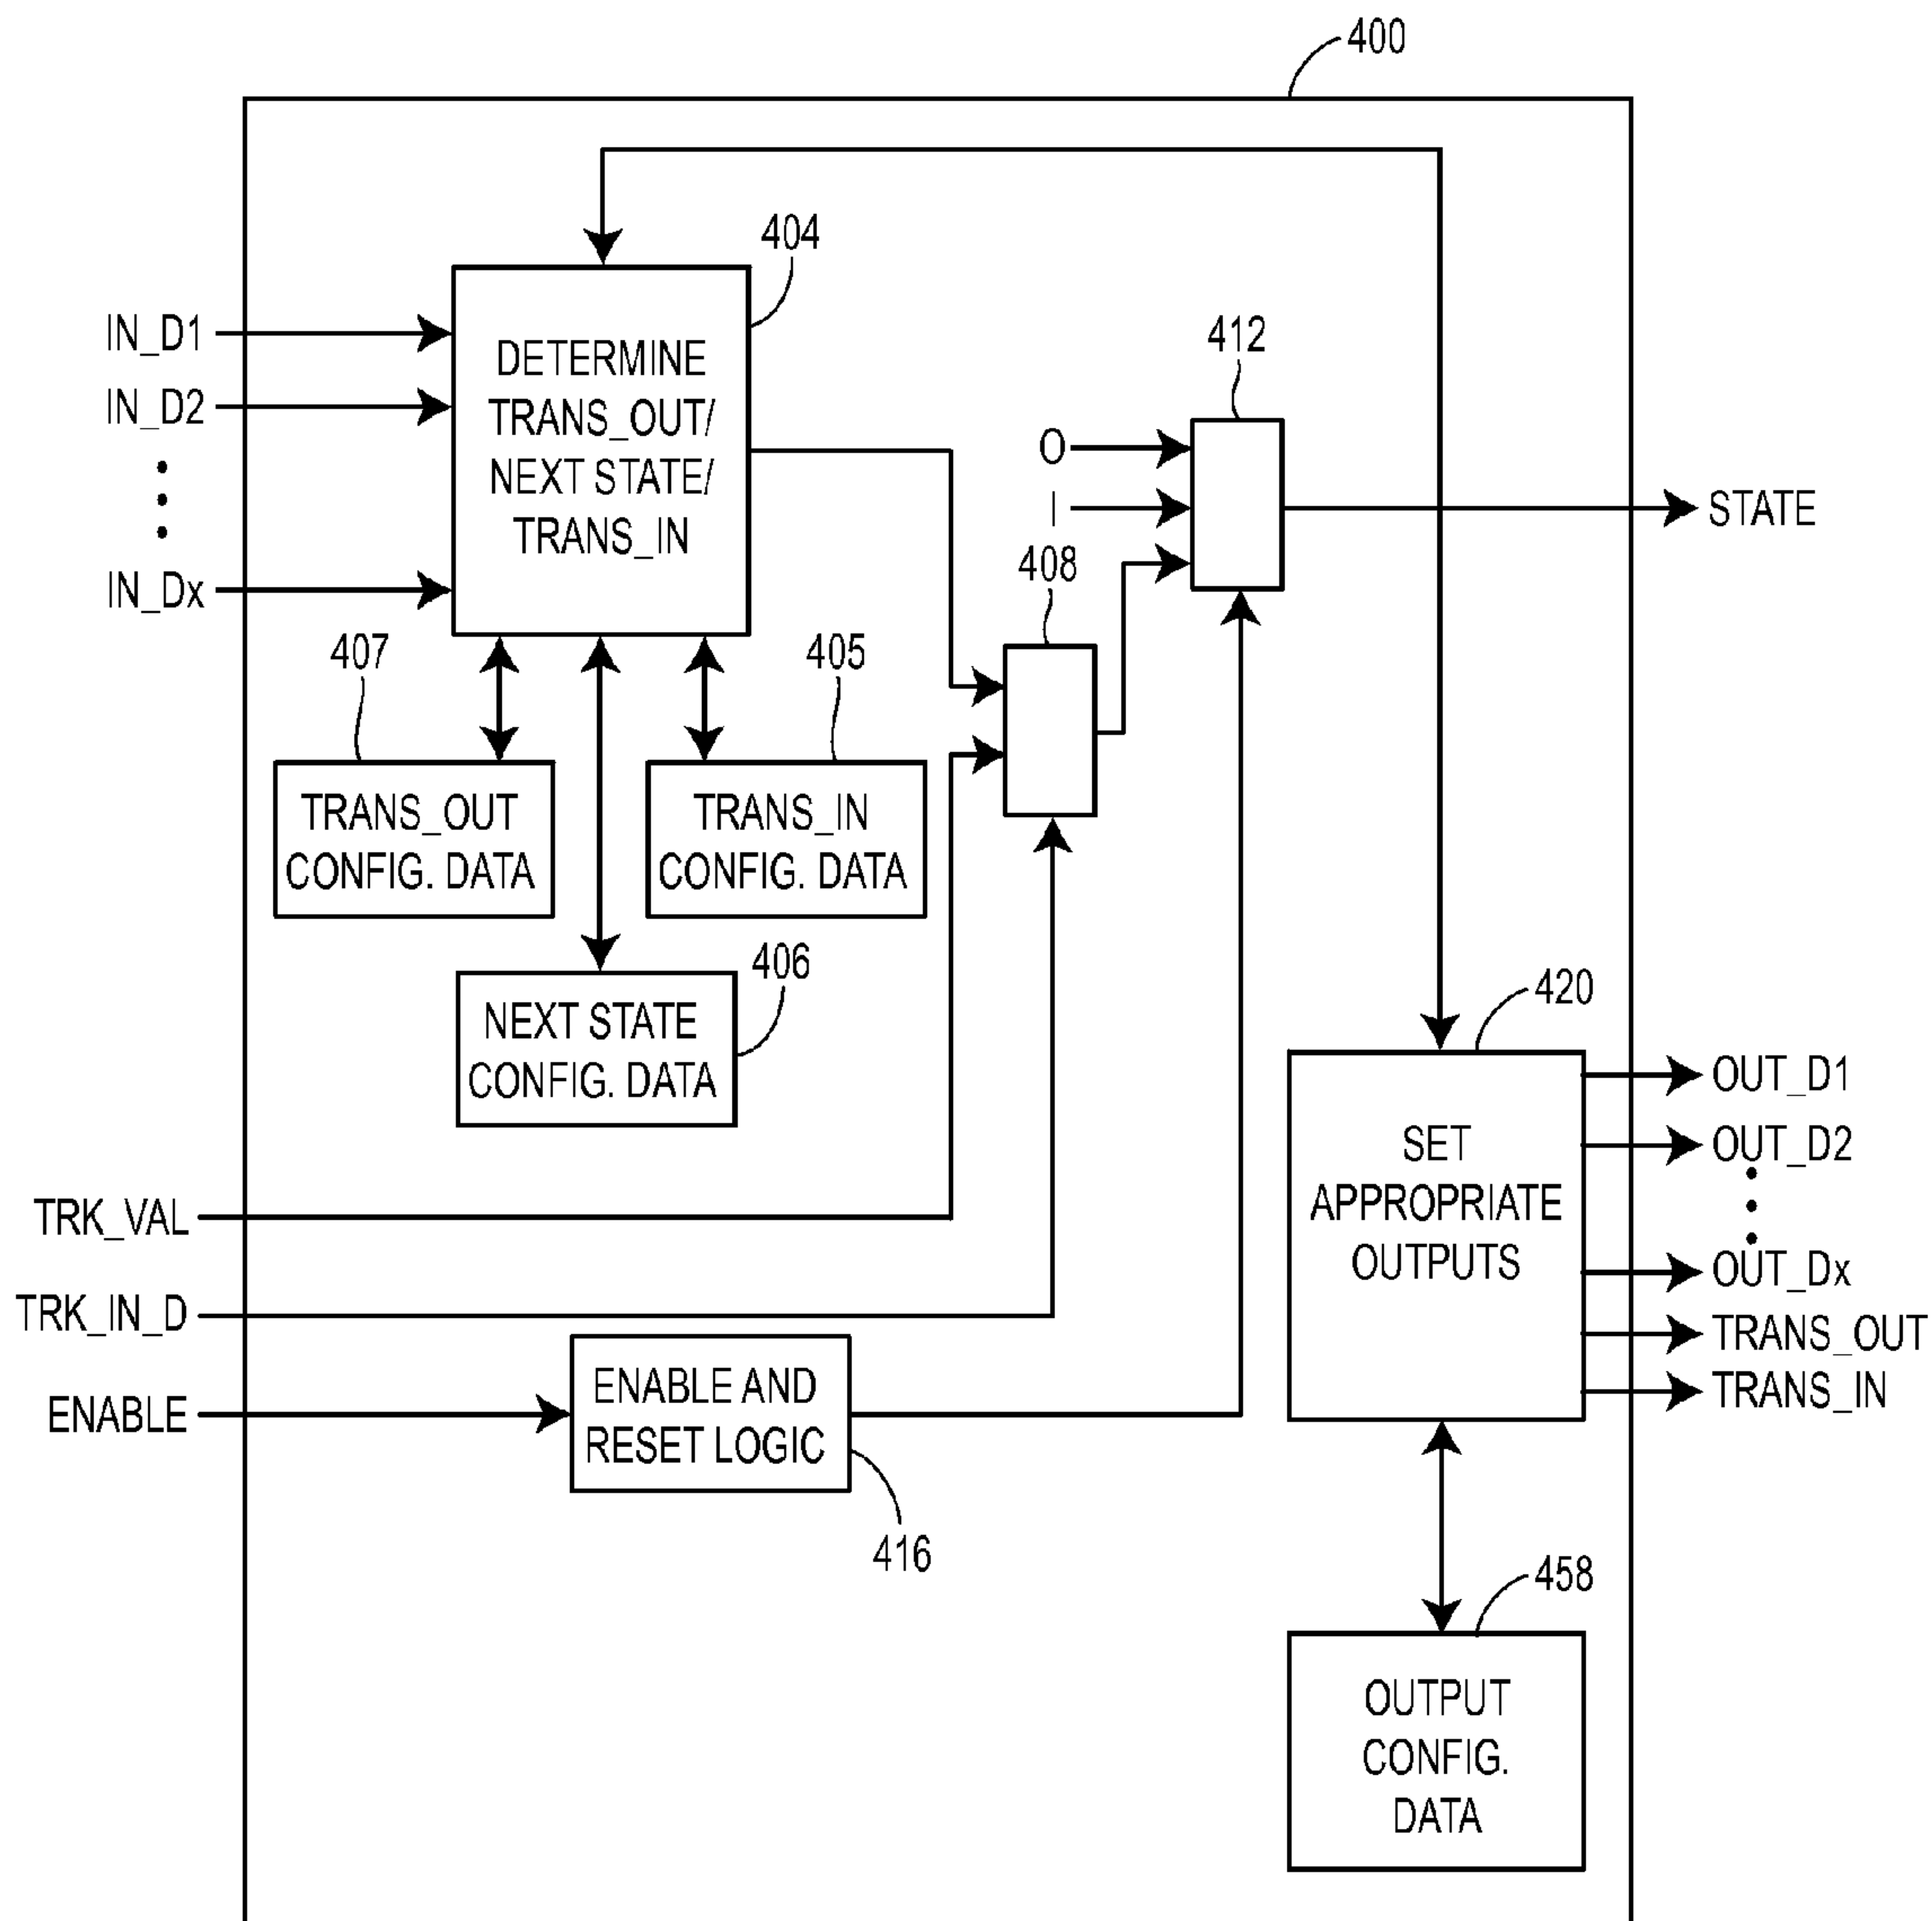 400
404
IN_D1
IN_D2
IN_Dx
DETERMINE
TRANS_OUT/
NEXT STATE/
TRANS_IN
412
O
I
STATE
408
407
405
TRANS_OUT
CONFIG. DATA
TRANS_IN
CONFIG. DATA
406
NEXT STATE
CONFIG. DATA
420
SET
APPROPRIATE
OUTPUTS
OUT_D1
OUT_D2
OUT_Dx
TRANS_OUT
TRANS_IN
TRK_VAL
TRK_IN_D
ENABLE
ENABLE AND
RESET LOGIC
416
458
OUTPUT
CONFIG.
DATA